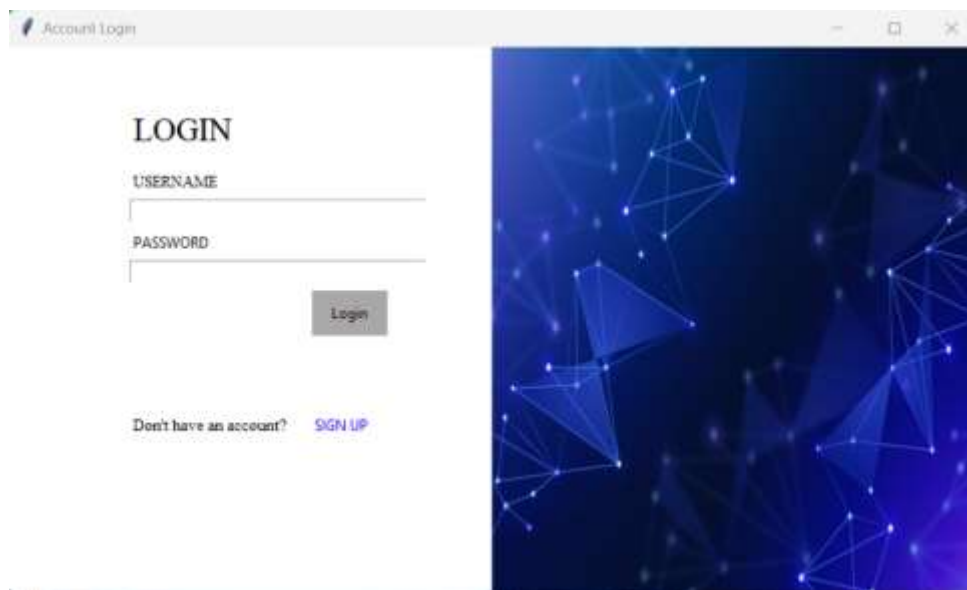 Account Login
LOGIN
USERNAME
PASSWORD
Login
Don't have an account? SIGN UP